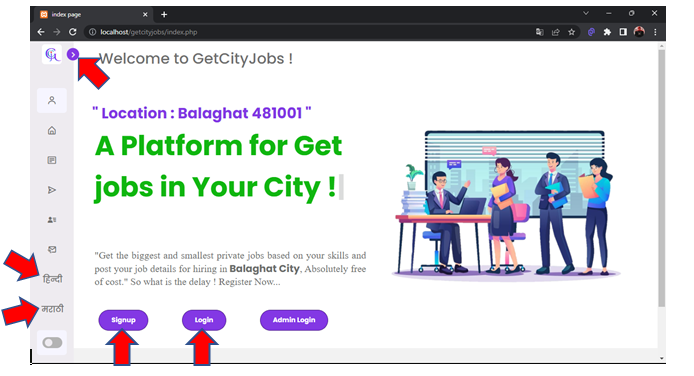 index page
localhost/getcityjobs/index.php
Welcome to GetCityJobs !
" Location : Balaghat 481001 "
A Platform for Get
jobs in Your City !
"Get the biggest and smallest private jobs based on your skills and
post your job details for hiring in Balaghat City, Absolutely free
of cost." So what is the delay ! Register Now...
हिन्दी
मराठी
Signup
Login
Admin Login